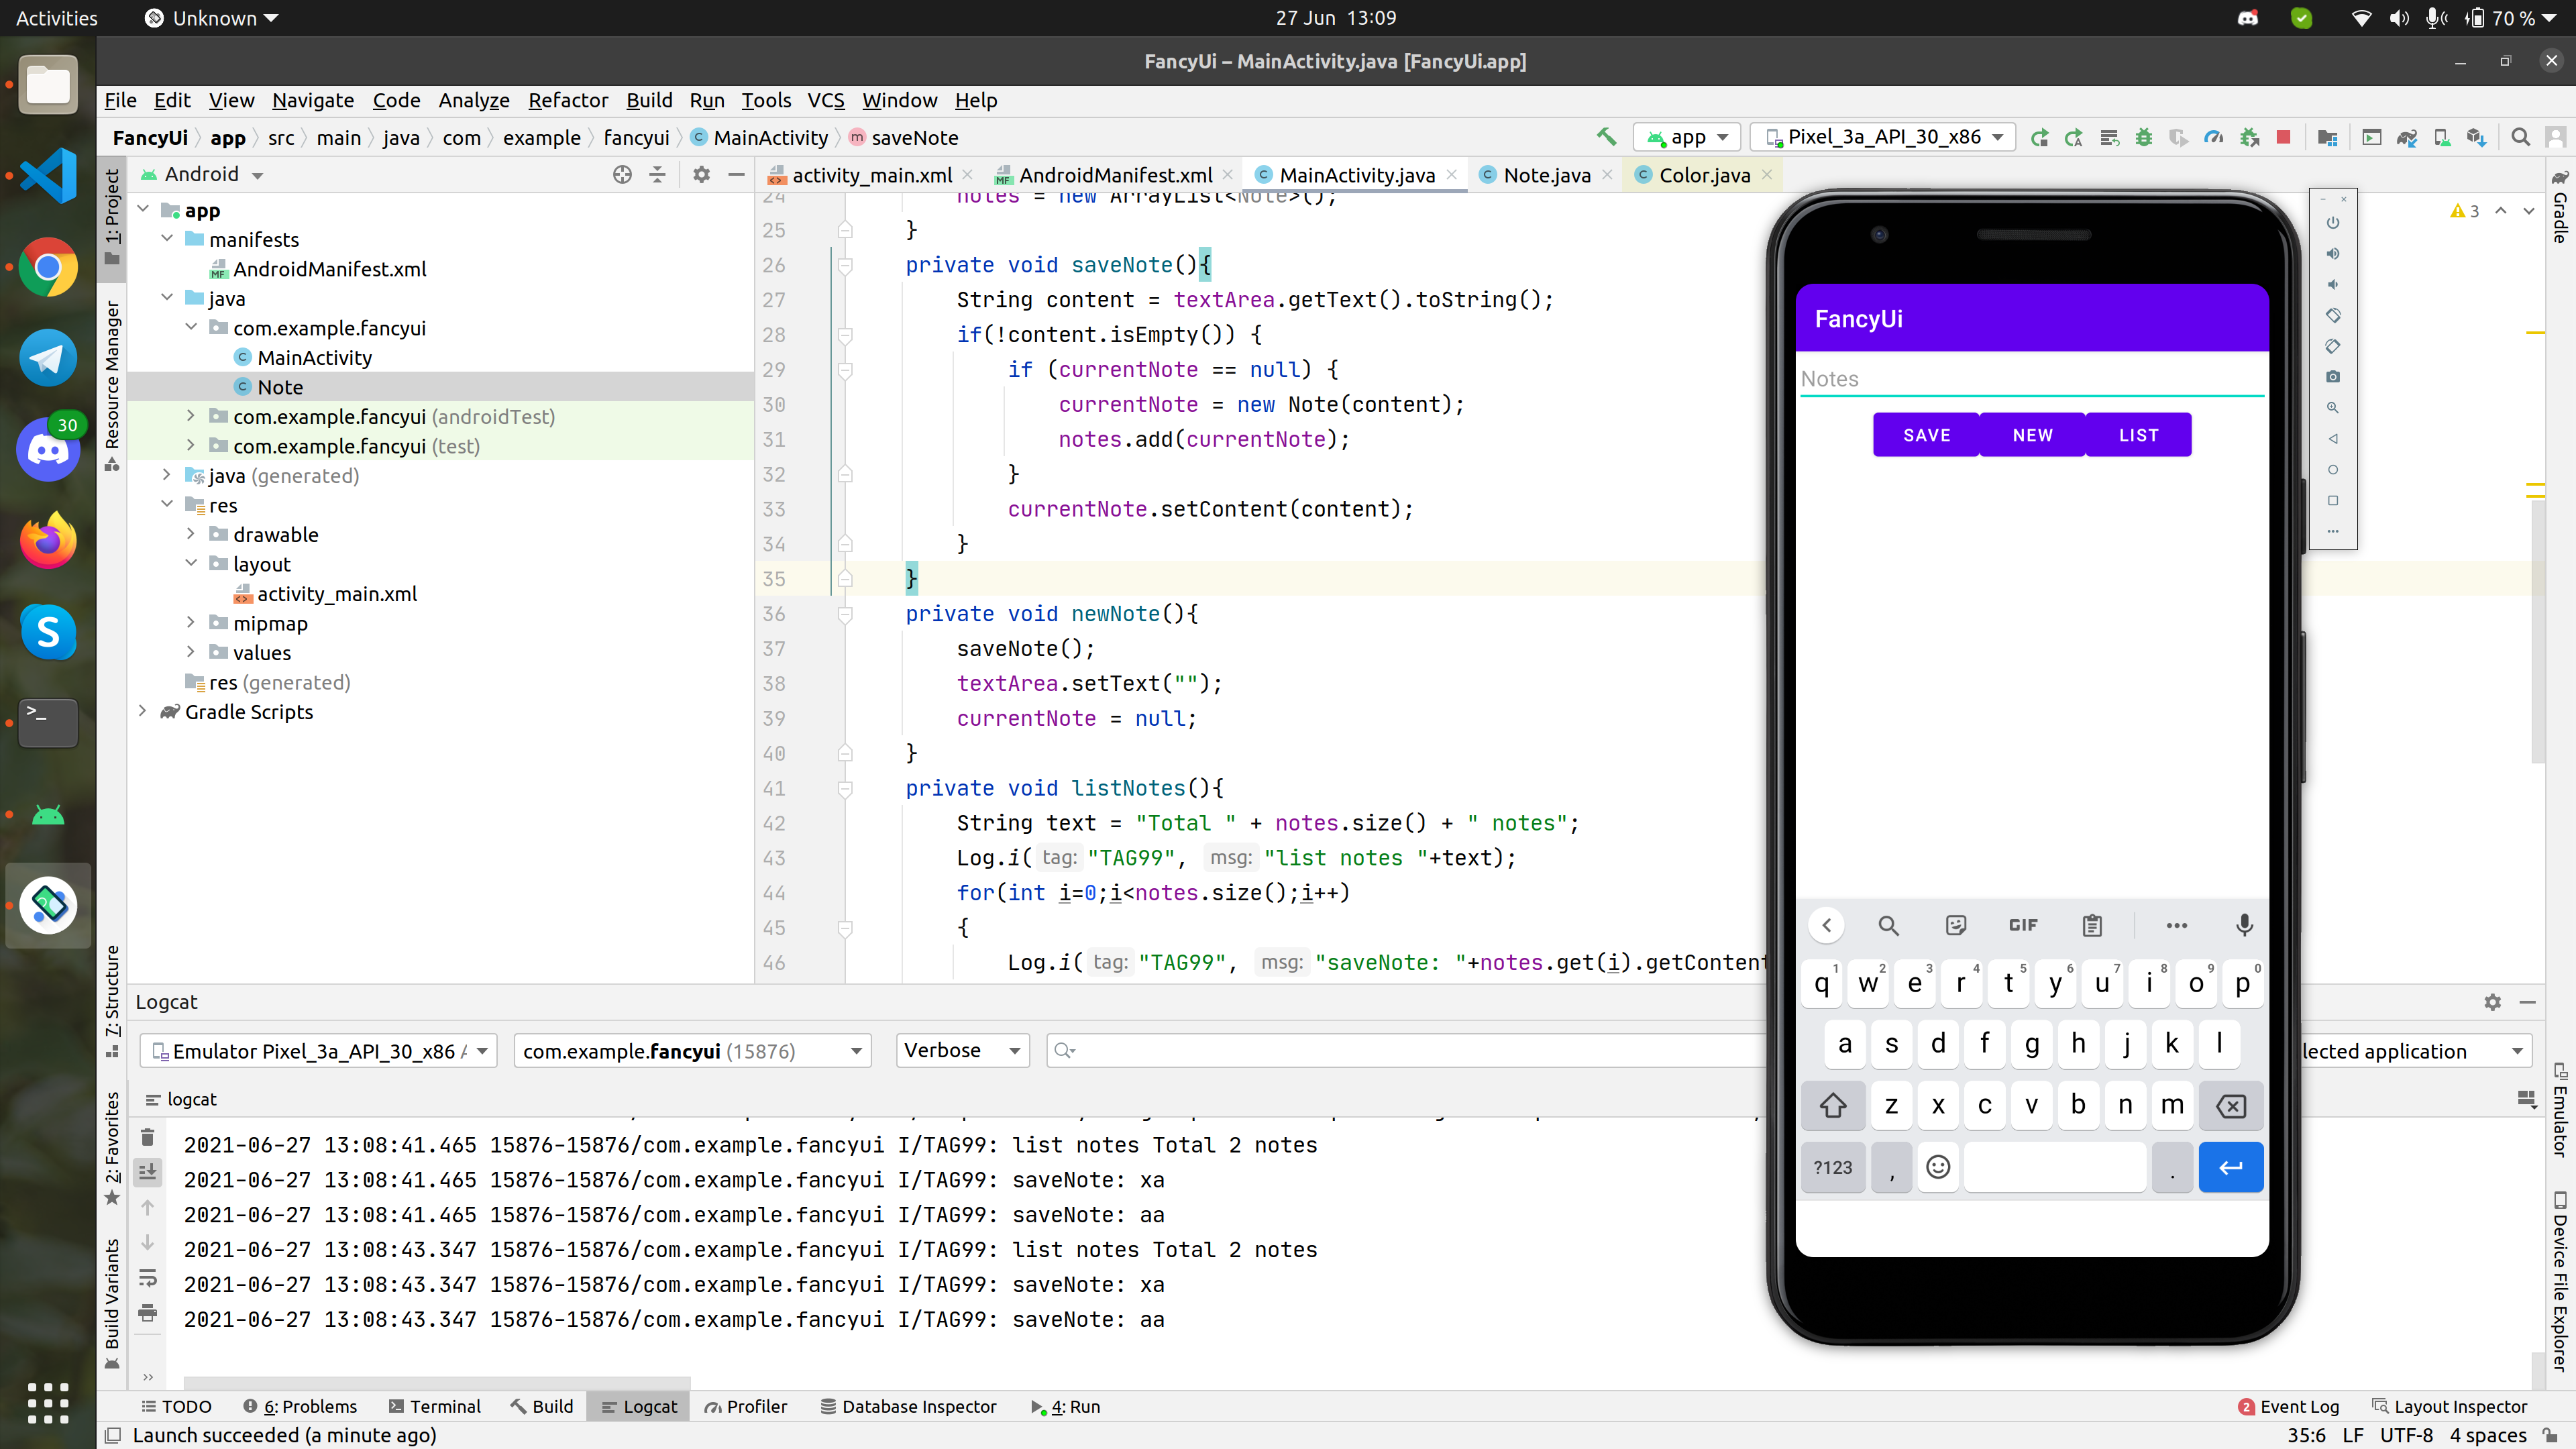 Activities
Unknown
27 Jun 13:09
70 %
FancyUi – MainActivity.java [FancyUi.app]
File Edit View Navigate Code Analyze Refactor Build Run Tools VCS Window Help
FancyUi app src main java com example fancyui MainActivity saveNote
app
Pixel_3a_API_30_x86
Android
activity_main.xml
AndroidManifest.xml
MainActivity.java
Note.java
Color.java
1: Project
Resource Manager
7: Structure
2: Favorites
Build Variants
30
app
manifests
AndroidManifest.xml
java
com.example.fancyui
MainActivity
Note
com.example.fancyui (androidTest)
com.example.fancyui (test)
java (generated)
res
drawable
layout
activity_main.xml
mipmap
values
res (generated)
Gradle Scripts
24 notes = new ArrayList<Note>();
25 }
26 private void saveNote(){
27 String content = textArea.getText().toString();
28 if(!content.isEmpty()) {
29 if (currentNote == null) {
30 currentNote = new Note(content);
31 notes.add(currentNote);
32 }
33 currentNote.setContent(content);
34 }
35 }
36 private void newNote(){
37 saveNote();
38 textArea.setText("");
39 currentNote = null;
40 }
41 private void listNotes(){
42 String text = "Total " + notes.size() + " notes";
43 Log.i( tag: "TAG99", msg: "list notes "+text);
44 for(int i=0;i<notes.size();i++)
45 {
46 Log.i( tag: "TAG99", msg: "saveNote: "+notes.get(i).getContent
3
Gradle
Emulator
Device File Explorer
FancyUi
Notes
SAVE NEW LIST
GIF
q1 w2 e3 r4 t5 y6 u7 i8 o9 p0
a s d f g h j k l
z x c v b n m
?123 , .
Logcat
Emulator Pixel_3a_API_30_x86
com.example.fancyui (15876)
Verbose
lected application
logcat
2021-06-27 13:08:41.465 15876-15876/com.example.fancyui I/TAG99: list notes Total 2 notes
2021-06-27 13:08:41.465 15876-15876/com.example.fancyui I/TAG99: saveNote: xa
2021-06-27 13:08:41.465 15876-15876/com.example.fancyui I/TAG99: saveNote: aa
2021-06-27 13:08:43.347 15876-15876/com.example.fancyui I/TAG99: list notes Total 2 notes
2021-06-27 13:08:43.347 15876-15876/com.example.fancyui I/TAG99: saveNote: xa
2021-06-27 13:08:43.347 15876-15876/com.example.fancyui I/TAG99: saveNote: aa
TODO 6: Problems Terminal Build Logcat Profiler Database Inspector 4: Run
2 Event Log Layout Inspector
Launch succeeded (a minute ago)
35:6 LF UTF-8 4 spaces